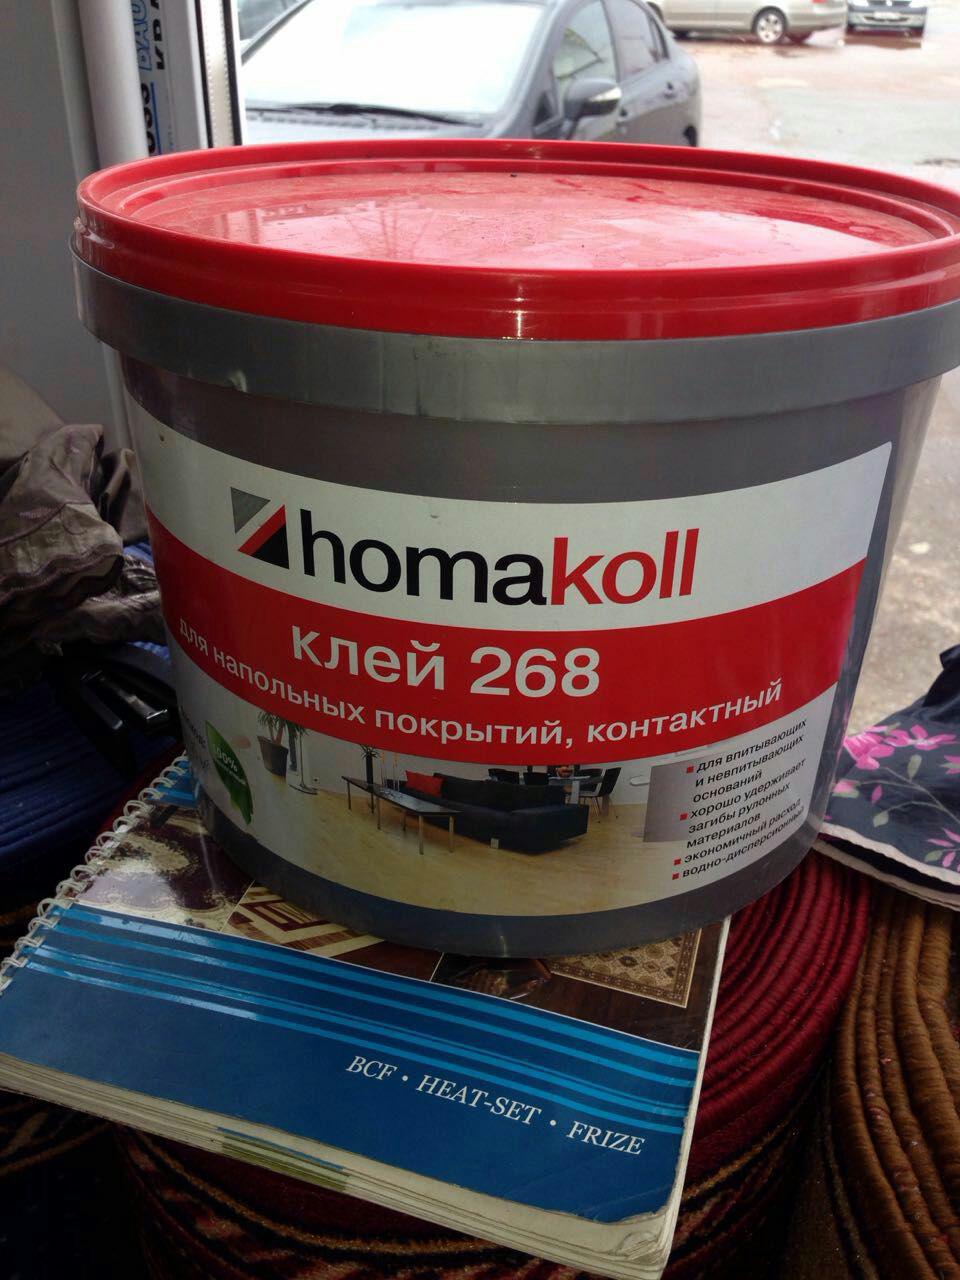 homakoll
клей 268
для напольных покрытий, контактный
100%
для впитывающих
и невпитывающих
оснований
хорошо удерживает
загибы рулонных
материалов
экономичный расход
водно-дисперсионный
BCF • HEAT-SET • FRIZE